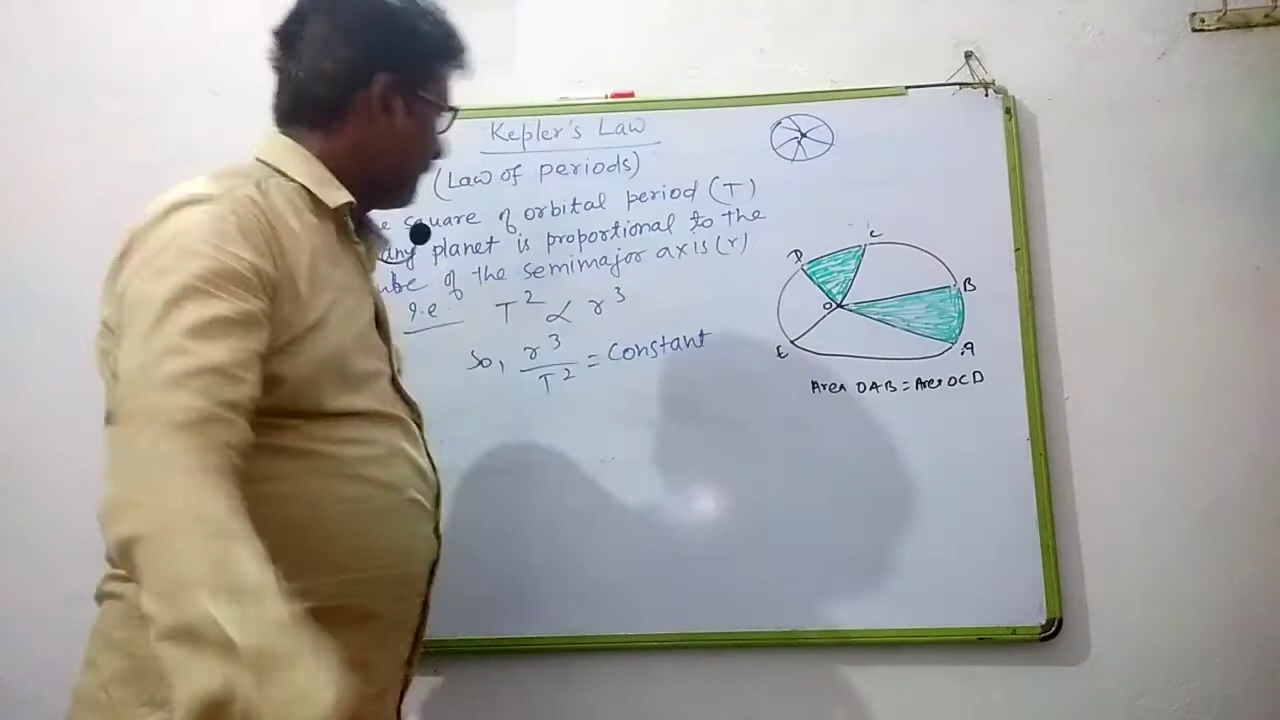 Kepler's Law
(Law of periods)
square of orbital period (T)
any planet is proportional to the
of the semimajor axis (r)
i.e. T² ∝ r³
So, r³/T² = Constant
D
C
B
O
E
A
Area OAB = Area OCD